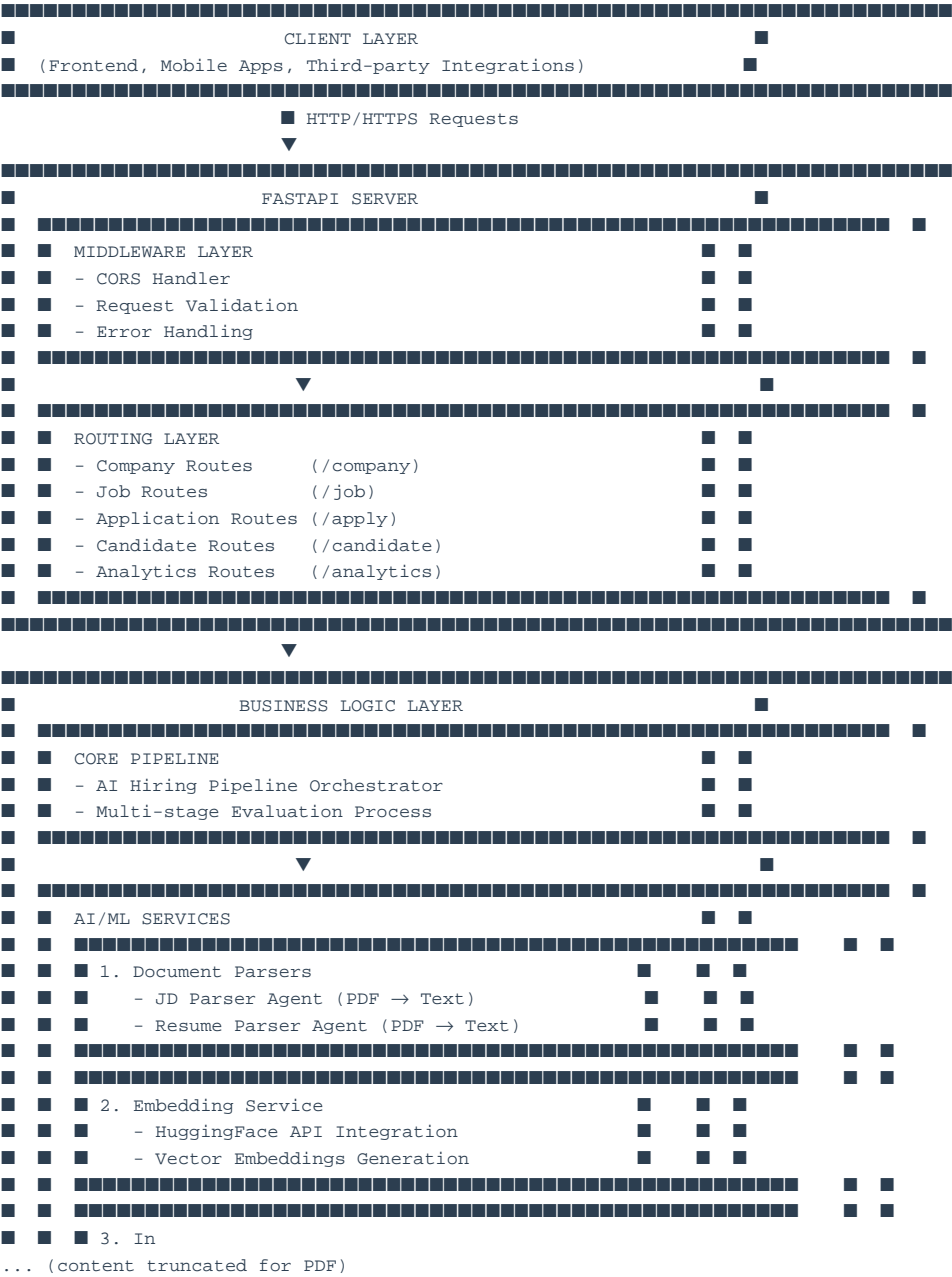 CLIENT LAYER
(Frontend, Mobile Apps, Third-party Integrations)
HTTP/HTTPS Requests
▼
FASTAPI SERVER
MIDDLEWARE LAYER
- CORS Handler
- Request Validation
- Error Handling
▼
ROUTING LAYER
- Company Routes (/company)
- Job Routes (/job)
- Application Routes (/apply)
- Candidate Routes (/candidate)
- Analytics Routes (/analytics)
▼
BUSINESS LOGIC LAYER
CORE PIPELINE
- AI Hiring Pipeline Orchestrator
- Multi-stage Evaluation Process
▼
AI/ML SERVICES
1. Document Parsers
- JD Parser Agent (PDF → Text)
- Resume Parser Agent (PDF → Text)
2. Embedding Service
- HuggingFace API Integration
- Vector Embeddings Generation
3. In
... (content truncated for PDF)